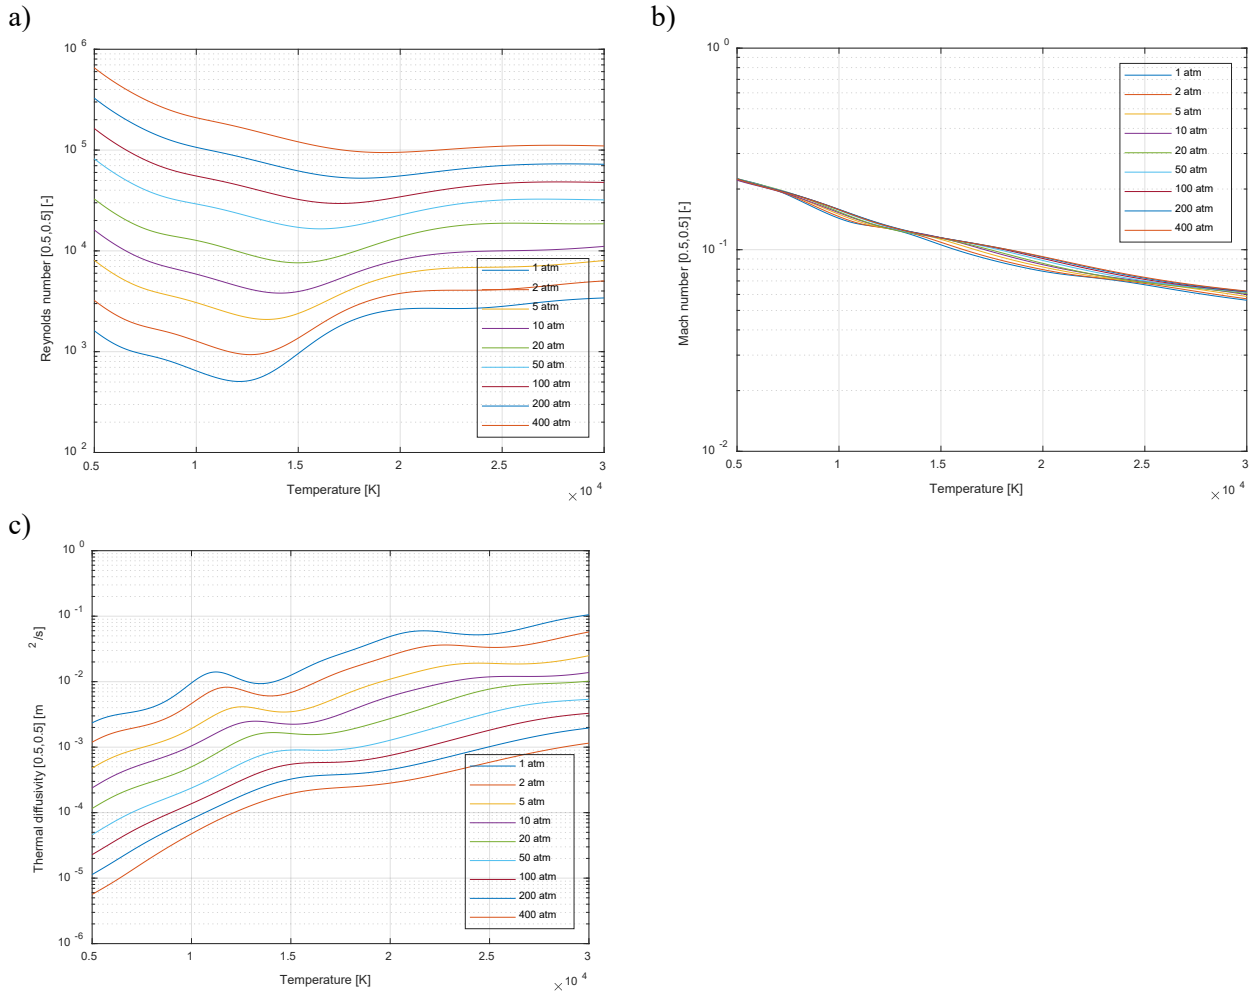 a)
10 6
10 5
10 4
10 3
10 2
Reynolds number [0.5,0.5] [-]
1 atm
2 atm
5 atm
10 atm
20 atm
50 atm
100 atm
200 atm
400 atm
0.5 1 1.5 2 2.5 3
Temperature [K]
× 10 4
b)
10 0
10 -1
10 -2
Mach number [0.5,0.5] [-]
1 atm
2 atm
5 atm
10 atm
20 atm
50 atm
100 atm
200 atm
400 atm
0.5 1 1.5 2 2.5 3
Temperature [K]
× 10 4
c)
10 0
10 -1
10 -2
10 -3
10 -4
10 -5
10 -6
Thermal diffusivity [0.5,0.5] [m 2 /s]
1 atm
2 atm
5 atm
10 atm
20 atm
50 atm
100 atm
200 atm
400 atm
0.5 1 1.5 2 2.5 3
Temperature [K]
× 10 4